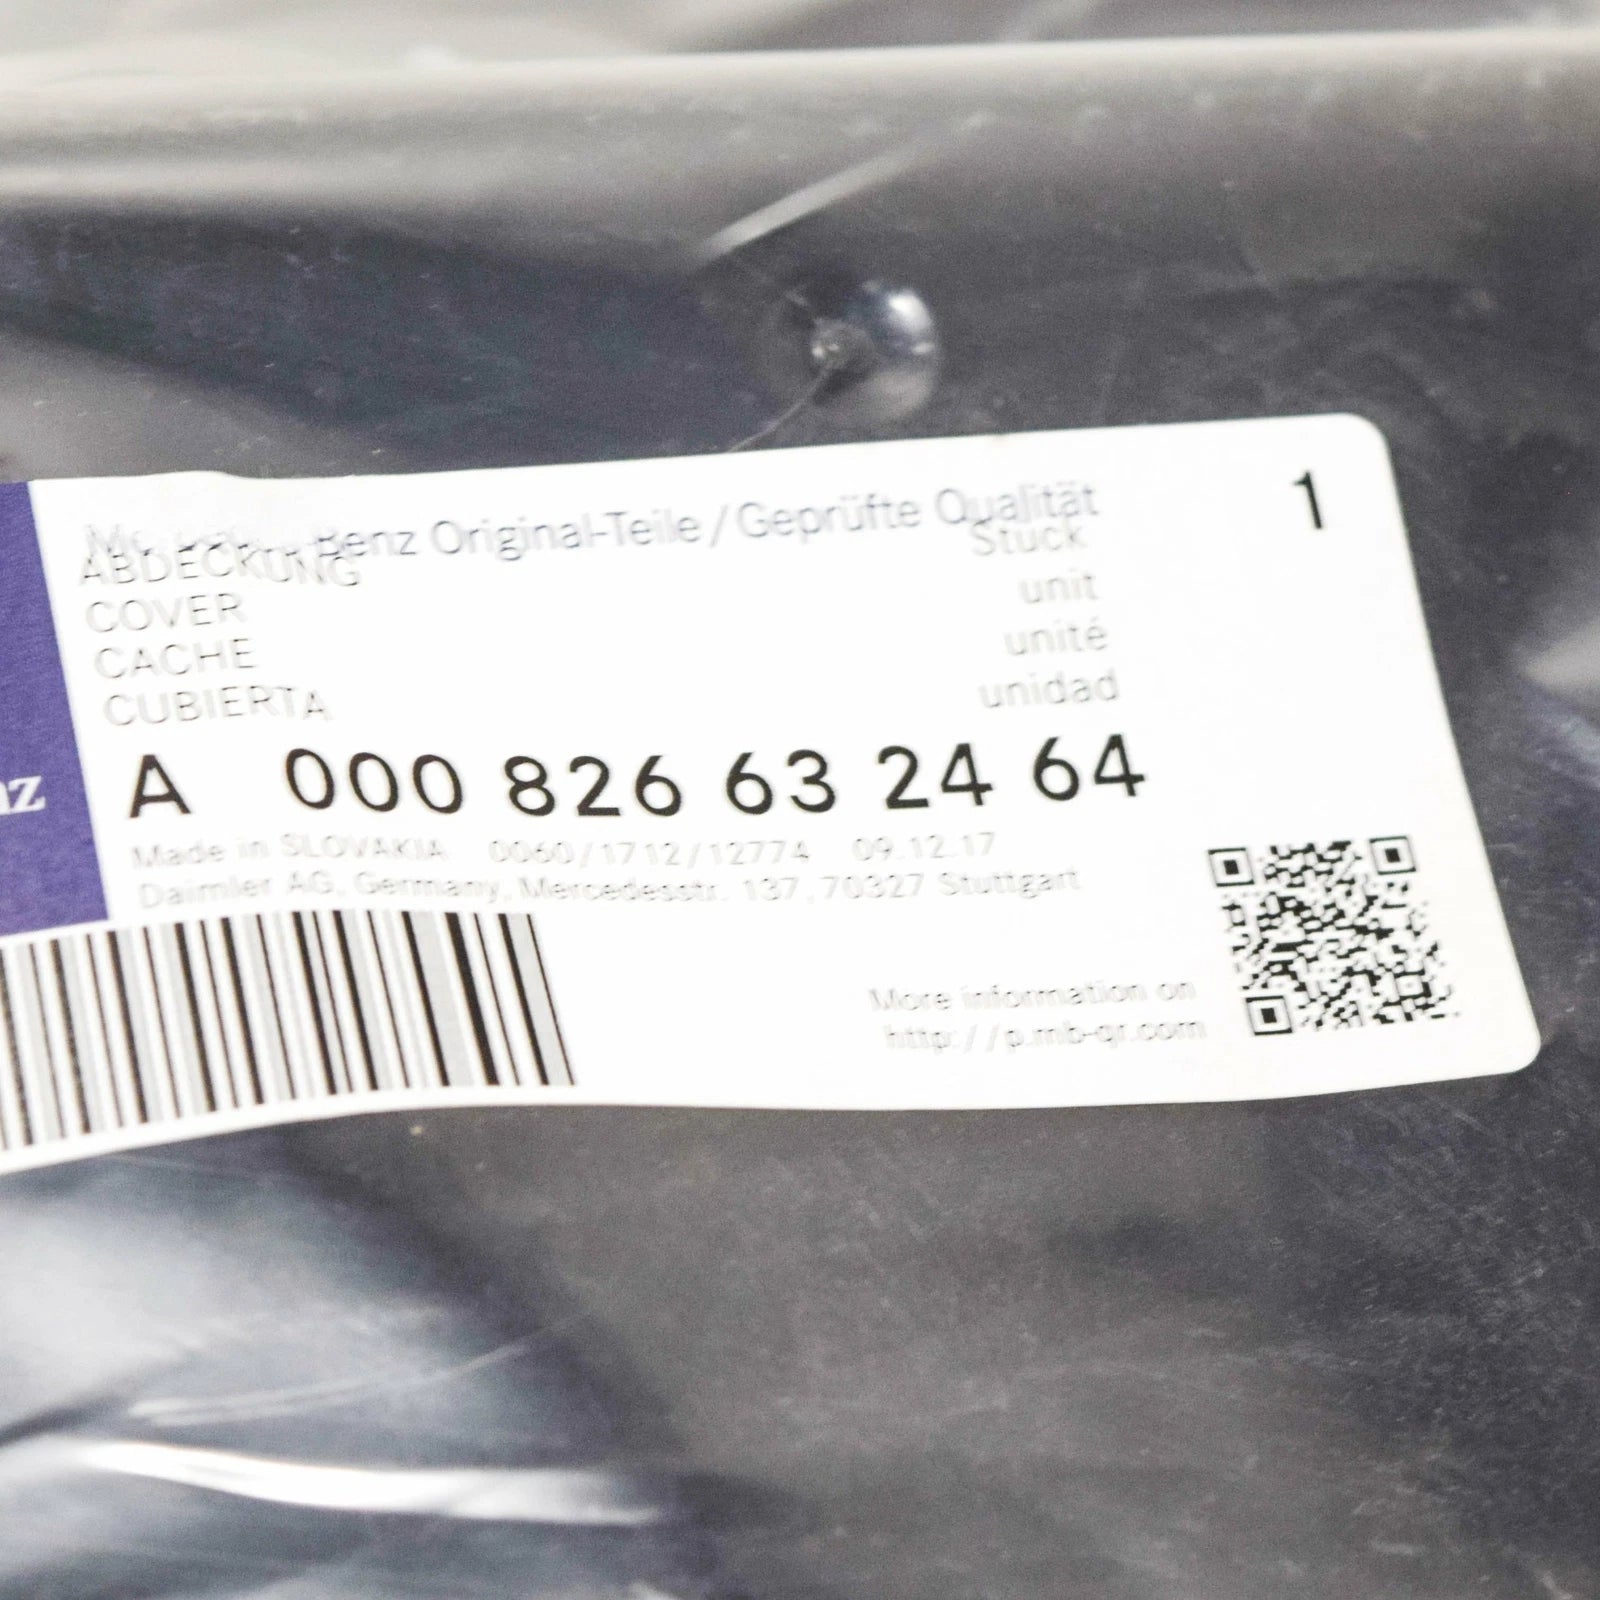 Benz Original-Teile / Geprüfte Qualität
1
ABDECKUNG
Stuck
COVER
unit
CACHE
unité
CUBIERTA
unidad
nz
A 000 826 63 24 64
Made in SLOVAKIA 0060/1712/12774 09.12.17
Daimler AG, Germany, Mercedesstr. 137, 70327 Stuttgart
More information on
http://p.mb-qr.com